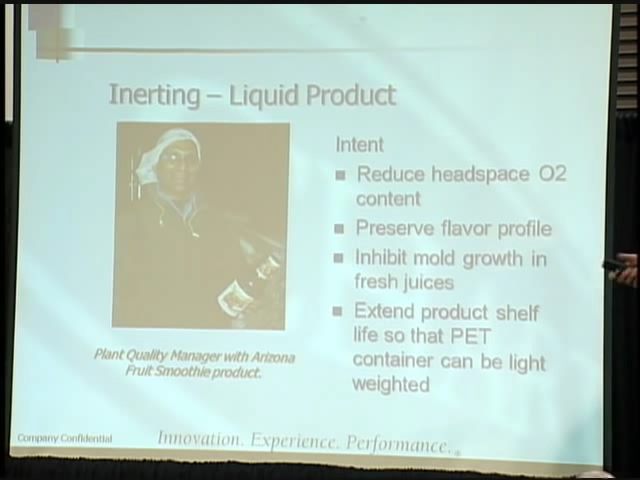 Inerting – Liquid Product
Intent
Reduce headspace O2
content
Preserve flavor profile
Inhibit mold growth in
fresh juices
Extend product shelf
life so that PET
container can be light
weighted
Plant Quality Manager with Arizona
Fruit Smoothie product.
Company Confidential
Innovation. Experience. Performance.